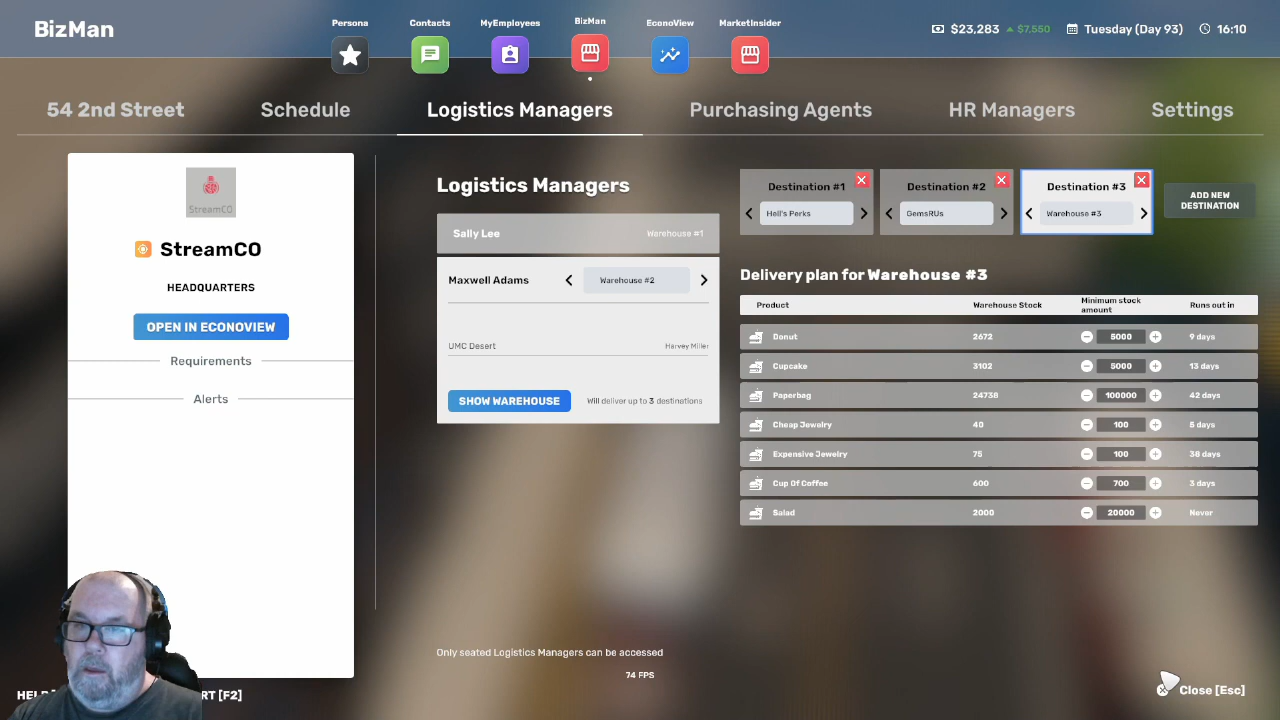 BizMan
Persona
Contacts
MyEmployees
BizMan
EconoView
MarketInsider
$23,283 ▲ $7,550
Tuesday (Day 93)
16:10
54 2nd Street
Schedule
Logistics Managers
Purchasing Agents
HR Managers
Settings
StreamCO
StreamCO
HEADQUARTERS
OPEN IN ECONOVIEW
Requirements
Alerts
Logistics Managers
Sally Lee Warehouse #1
Maxwell Adams Warehouse #2
UMC Desert Harvey Miller
SHOW WAREHOUSE Will deliver up to 3 destinations
Only seated Logistics Managers can be accessed
74 FPS
Destination #1
Hell's Perks
Destination #2
GemsRUs
Destination #3
Warehouse #3
ADD NEW
DESTINATION
Delivery plan for Warehouse #3
Product Warehouse Stock Minimum stock amount Runs out in
Donut 2672 5000 9 days
Cupcake 3102 5000 13 days
Paperbag 24738 100000 42 days
Cheap Jewelry 40 100 5 days
Expensive Jewelry 75 100 38 days
Cup Of Coffee 600 700 3 days
Salad 2000 20000 Never
HEL RT [F2]
Close [Esc]